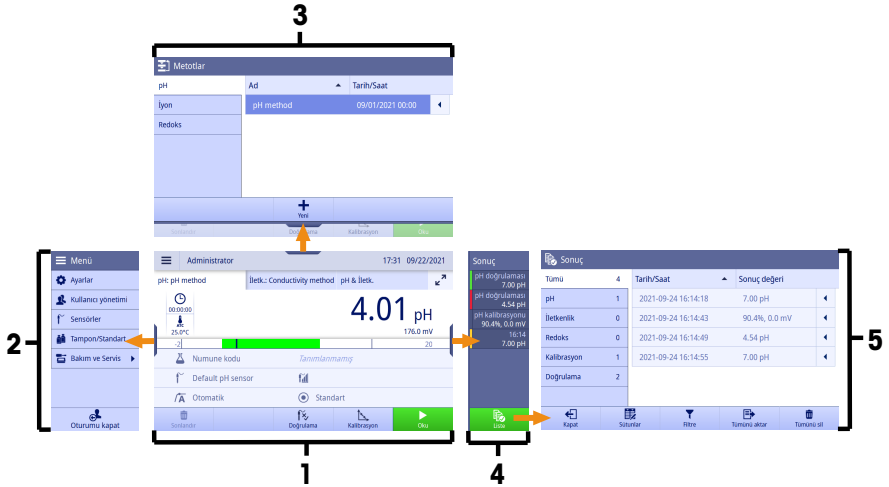 3
Metotlar
pH
Ad
Tarih/Saat
İyon
pH method
09/01/2021 00:00
Redoks
Yeni
Sonlandır
Doğrulama
Kalibrasyon
Oku
2
Menü
Ayarlar
Kullanıcı yönetimi
Sensörler
Tampon/Standart
Bakım ve Servis
Oturumu kapat
Administrator
17:31 09/22/2021
pH: pH method
İletk.: Conductivity method
pH & İletk.
00:00:00
ATC
25.0°C
4.01 pH
176.0 mV
-2
20
Numune kodu
Tanımlanmamg
Default pH sensor
Otomatik
Standart
Sonlandır
Doğrulama
Kalibrasyon
Oku
1
Sonuç
pH doğrulaması
7.00 pH
pH doğrulaması
4.54 pH
pH kalibrasyonu
90.4%, 0.0 mV
16:14
7.00 pH
Liste
4
Sonuç
Tümü 4
Tarih/Saat
Sonuç değeri
pH 1
2021-09-24 16:14:18
7.00 pH
İletkenlik 0
2021-09-24 16:14:43
90.4%, 0.0 mV
Redoks 0
2021-09-24 16:14:49
4.54 pH
Kalibrasyon 1
2021-09-24 16:14:55
7.00 pH
Doğrulama 2
Kapat
Sütunlar
Filtre
Tümünü aktar
Tümünü sil
5